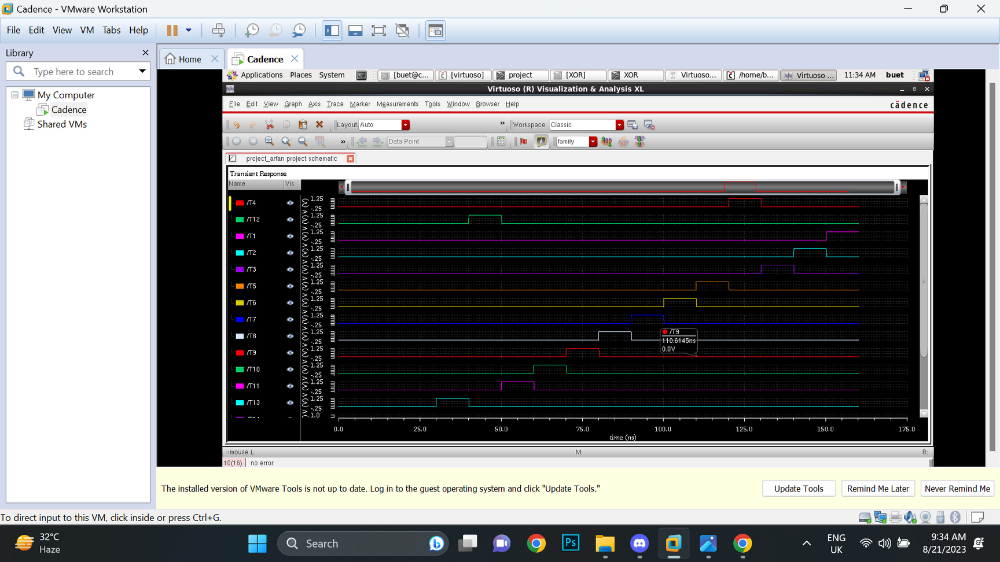 Cadence - VMware Workstation
File Edit View VM Tabs Help
Library
Type here to search
My Computer
Cadence
Shared VMs
Home
Cadence
Applications Places System [buet@c... [virtuoso] project [XOR] XOR Virtuoso... /home/b... Virtuoso ... 11:34 AM buet
Virtuoso (R) Visualization & Analysis XL
File Edit View Graph Axis Trace Marker Measurements Tools Window Browser Help
cādence
Layout: Auto » Workspace: Classic
» Data Point family
project_arfan project schematic
Transient Response
Name Vis
/T4 1.25
-.25
/T12 1.25
-.25
/T1 1.25
-.25
/T2 1.25
-.25
/T3 1.25
-.25
/T5 1.25
-.25
/T6 1.25
-.25
/T7 1.25
-.25
/T8 1.25
-.25
/T9 1.25
-.25
/T10 1.25
-.25
/T11 1.25
-.25
/T13 1.25
-.25
1.0
/T9
110.6145ns
0.0V
0.0 25.0 50.0 75.0 100.0 125.0 150.0 175.0
time (ns)
mouse L: M: R:
10(16) no error
The installed version of VMware Tools is not up to date. Log in to the guest operating system and click "Update Tools."
Update Tools Remind Me Later Never Remind Me
To direct input to this VM, click inside or press Ctrl+G.
32°C
Haze
Search
Ps
ENG
UK
9:34 AM
8/21/2023